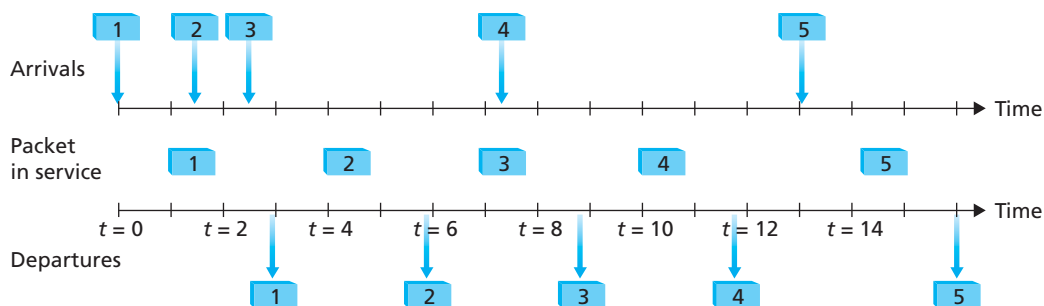 1 2 3 4 5
Arrivals
Time
Packet
in service
1 2 3 4 5
Time
t = 0 t = 2 t = 4 t = 6 t = 8 t = 10 t = 12 t = 14
Departures
1 2 3 4 5